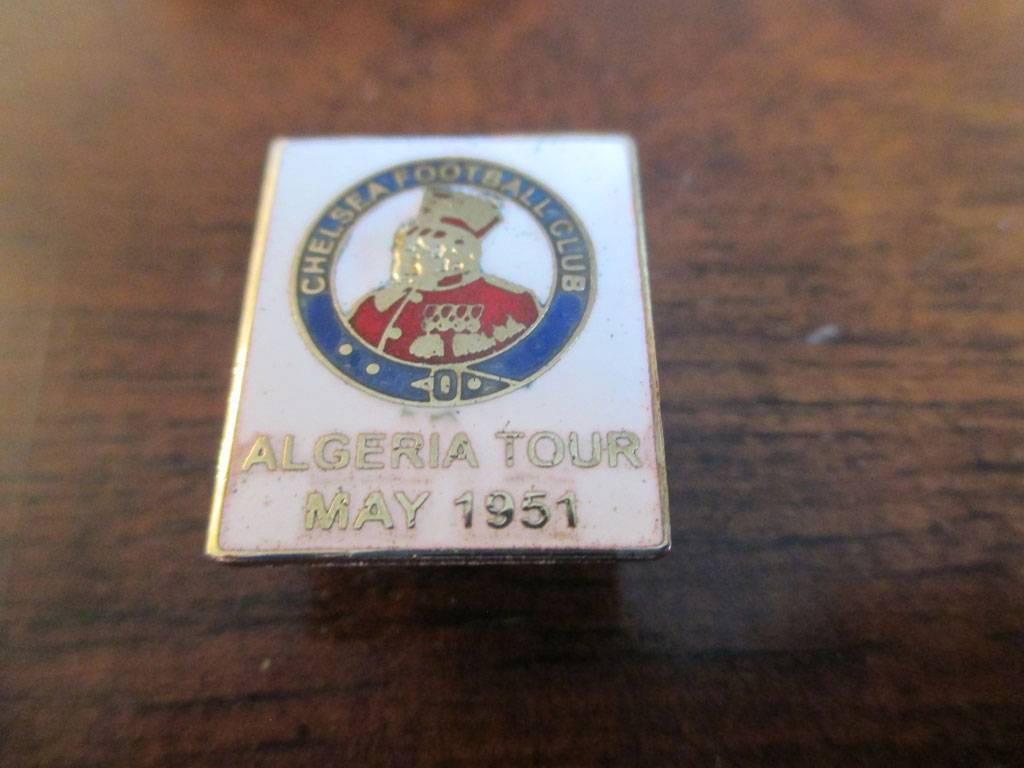 CHELSEA FOOTBALL CLUB
ALGERIA TOUR
MAY 1951